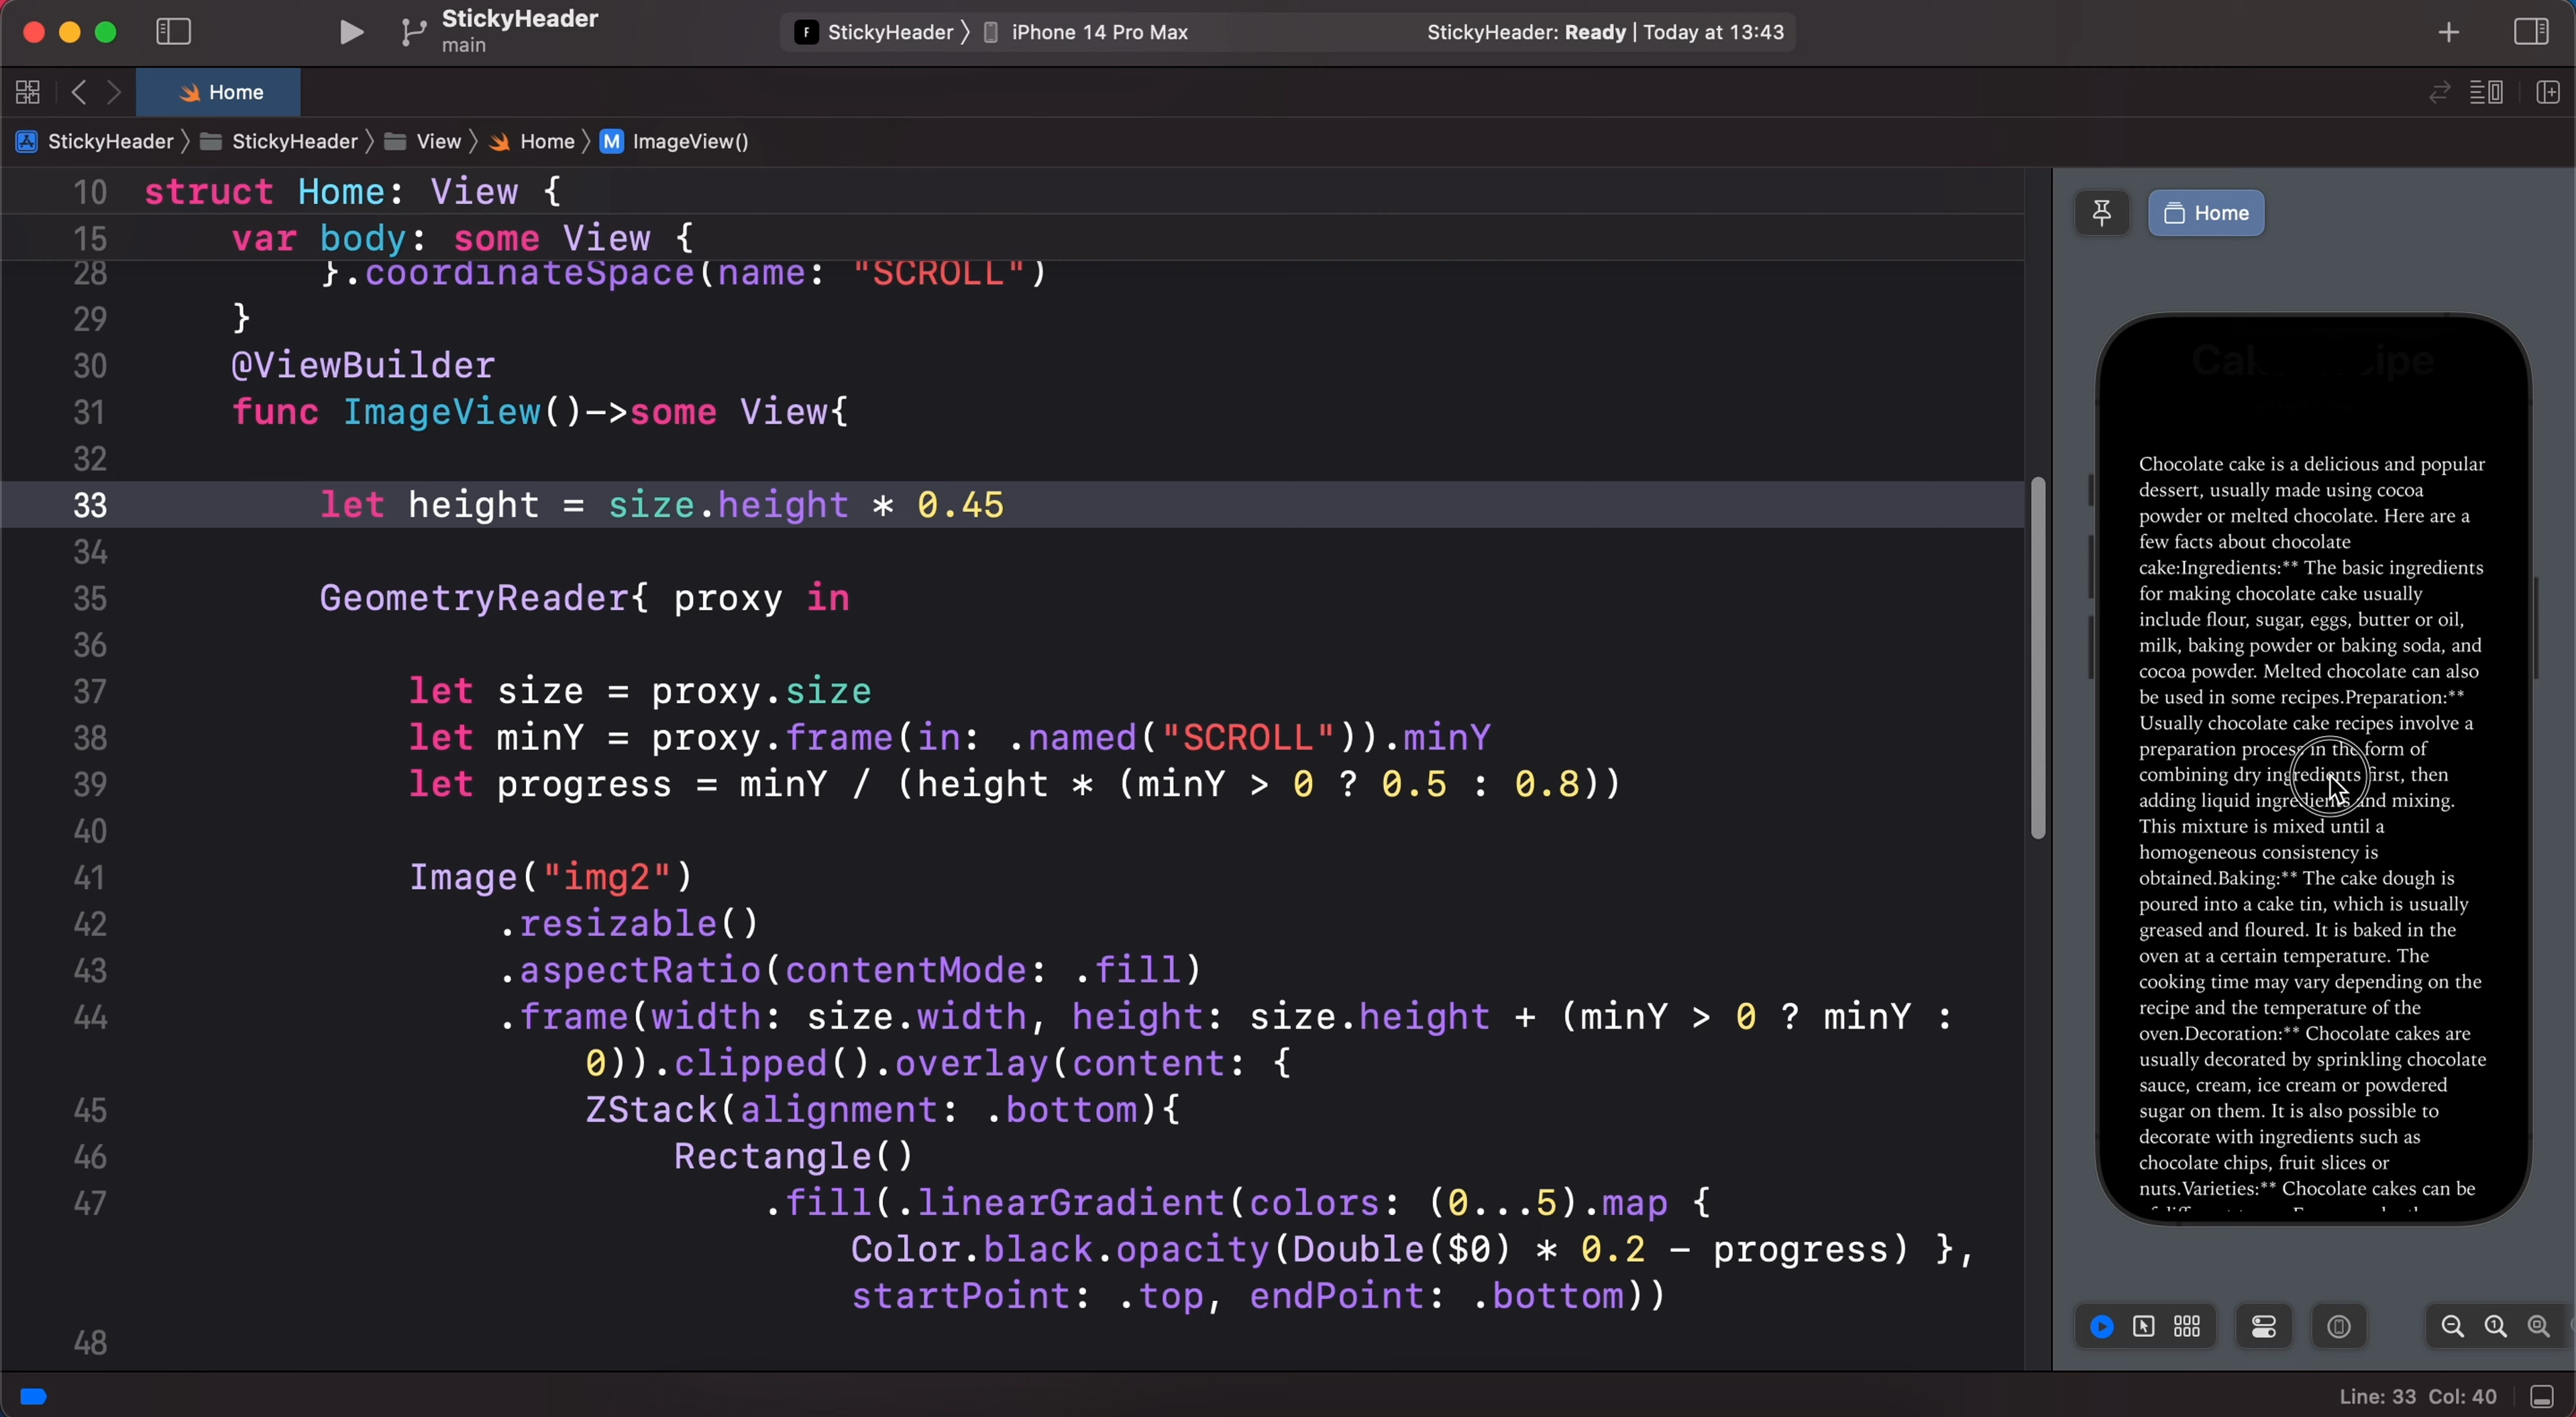 StickyHeader
main
StickyHeader 〉 iPhone 14 Pro Max
StickyHeader: Ready | Today at 13:43
Home
StickyHeader 〉 StickyHeader 〉 View 〉 Home 〉 M ImageView()
10 struct Home: View {
15 var body: some View {
28 }.coordinateSpace(name: "SCROLL")
29 }
30 @ViewBuilder
31 func ImageView()->some View{
32
33 let height = size.height * 0.45
34
35 GeometryReader{ proxy in
36
37 let size = proxy.size
38 let minY = proxy.frame(in: .named("SCROLL")).minY
39 let progress = minY / (height * (minY > 0 ? 0.5 : 0.8))
40
41 Image("img2")
42 .resizable()
43 .aspectRatio(contentMode: .fill)
44 .frame(width: size.width, height: size.height + (minY > 0 ? minY :
0)).clipped().overlay(content: {
45 ZStack(alignment: .bottom){
46 Rectangle()
47 .fill(.linearGradient(colors: (0...5).map {
Color.black.opacity(Double($0) * 0.2 - progress) },
startPoint: .top, endPoint: .bottom))
48
Home
Chocolate cake is a delicious and popular
dessert, usually made using cocoa
powder or melted chocolate. Here are a
few facts about chocolate
cake:Ingredients:** The basic ingredients
for making chocolate cake usually
include flour, sugar, eggs, butter or oil,
milk, baking powder or baking soda, and
cocoa powder. Melted chocolate can also
be used in some recipes.Preparation:**
Usually chocolate cake recipes involve a
preparation process in the form of
combining dry ingredients first, then
adding liquid ingredients and mixing.
This mixture is mixed until a
homogeneous consistency is
obtained.Baking:** The cake dough is
poured into a cake tin, which is usually
greased and floured. It is baked in the
oven at a certain temperature. The
cooking time may vary depending on the
recipe and the temperature of the
oven.Decoration:** Chocolate cakes are
usually decorated by sprinkling chocolate
sauce, cream, ice cream or powdered
sugar on them. It is also possible to
decorate with ingredients such as
chocolate chips, fruit slices or
nuts.Varieties:** Chocolate cakes can be
Line: 33 Col: 40